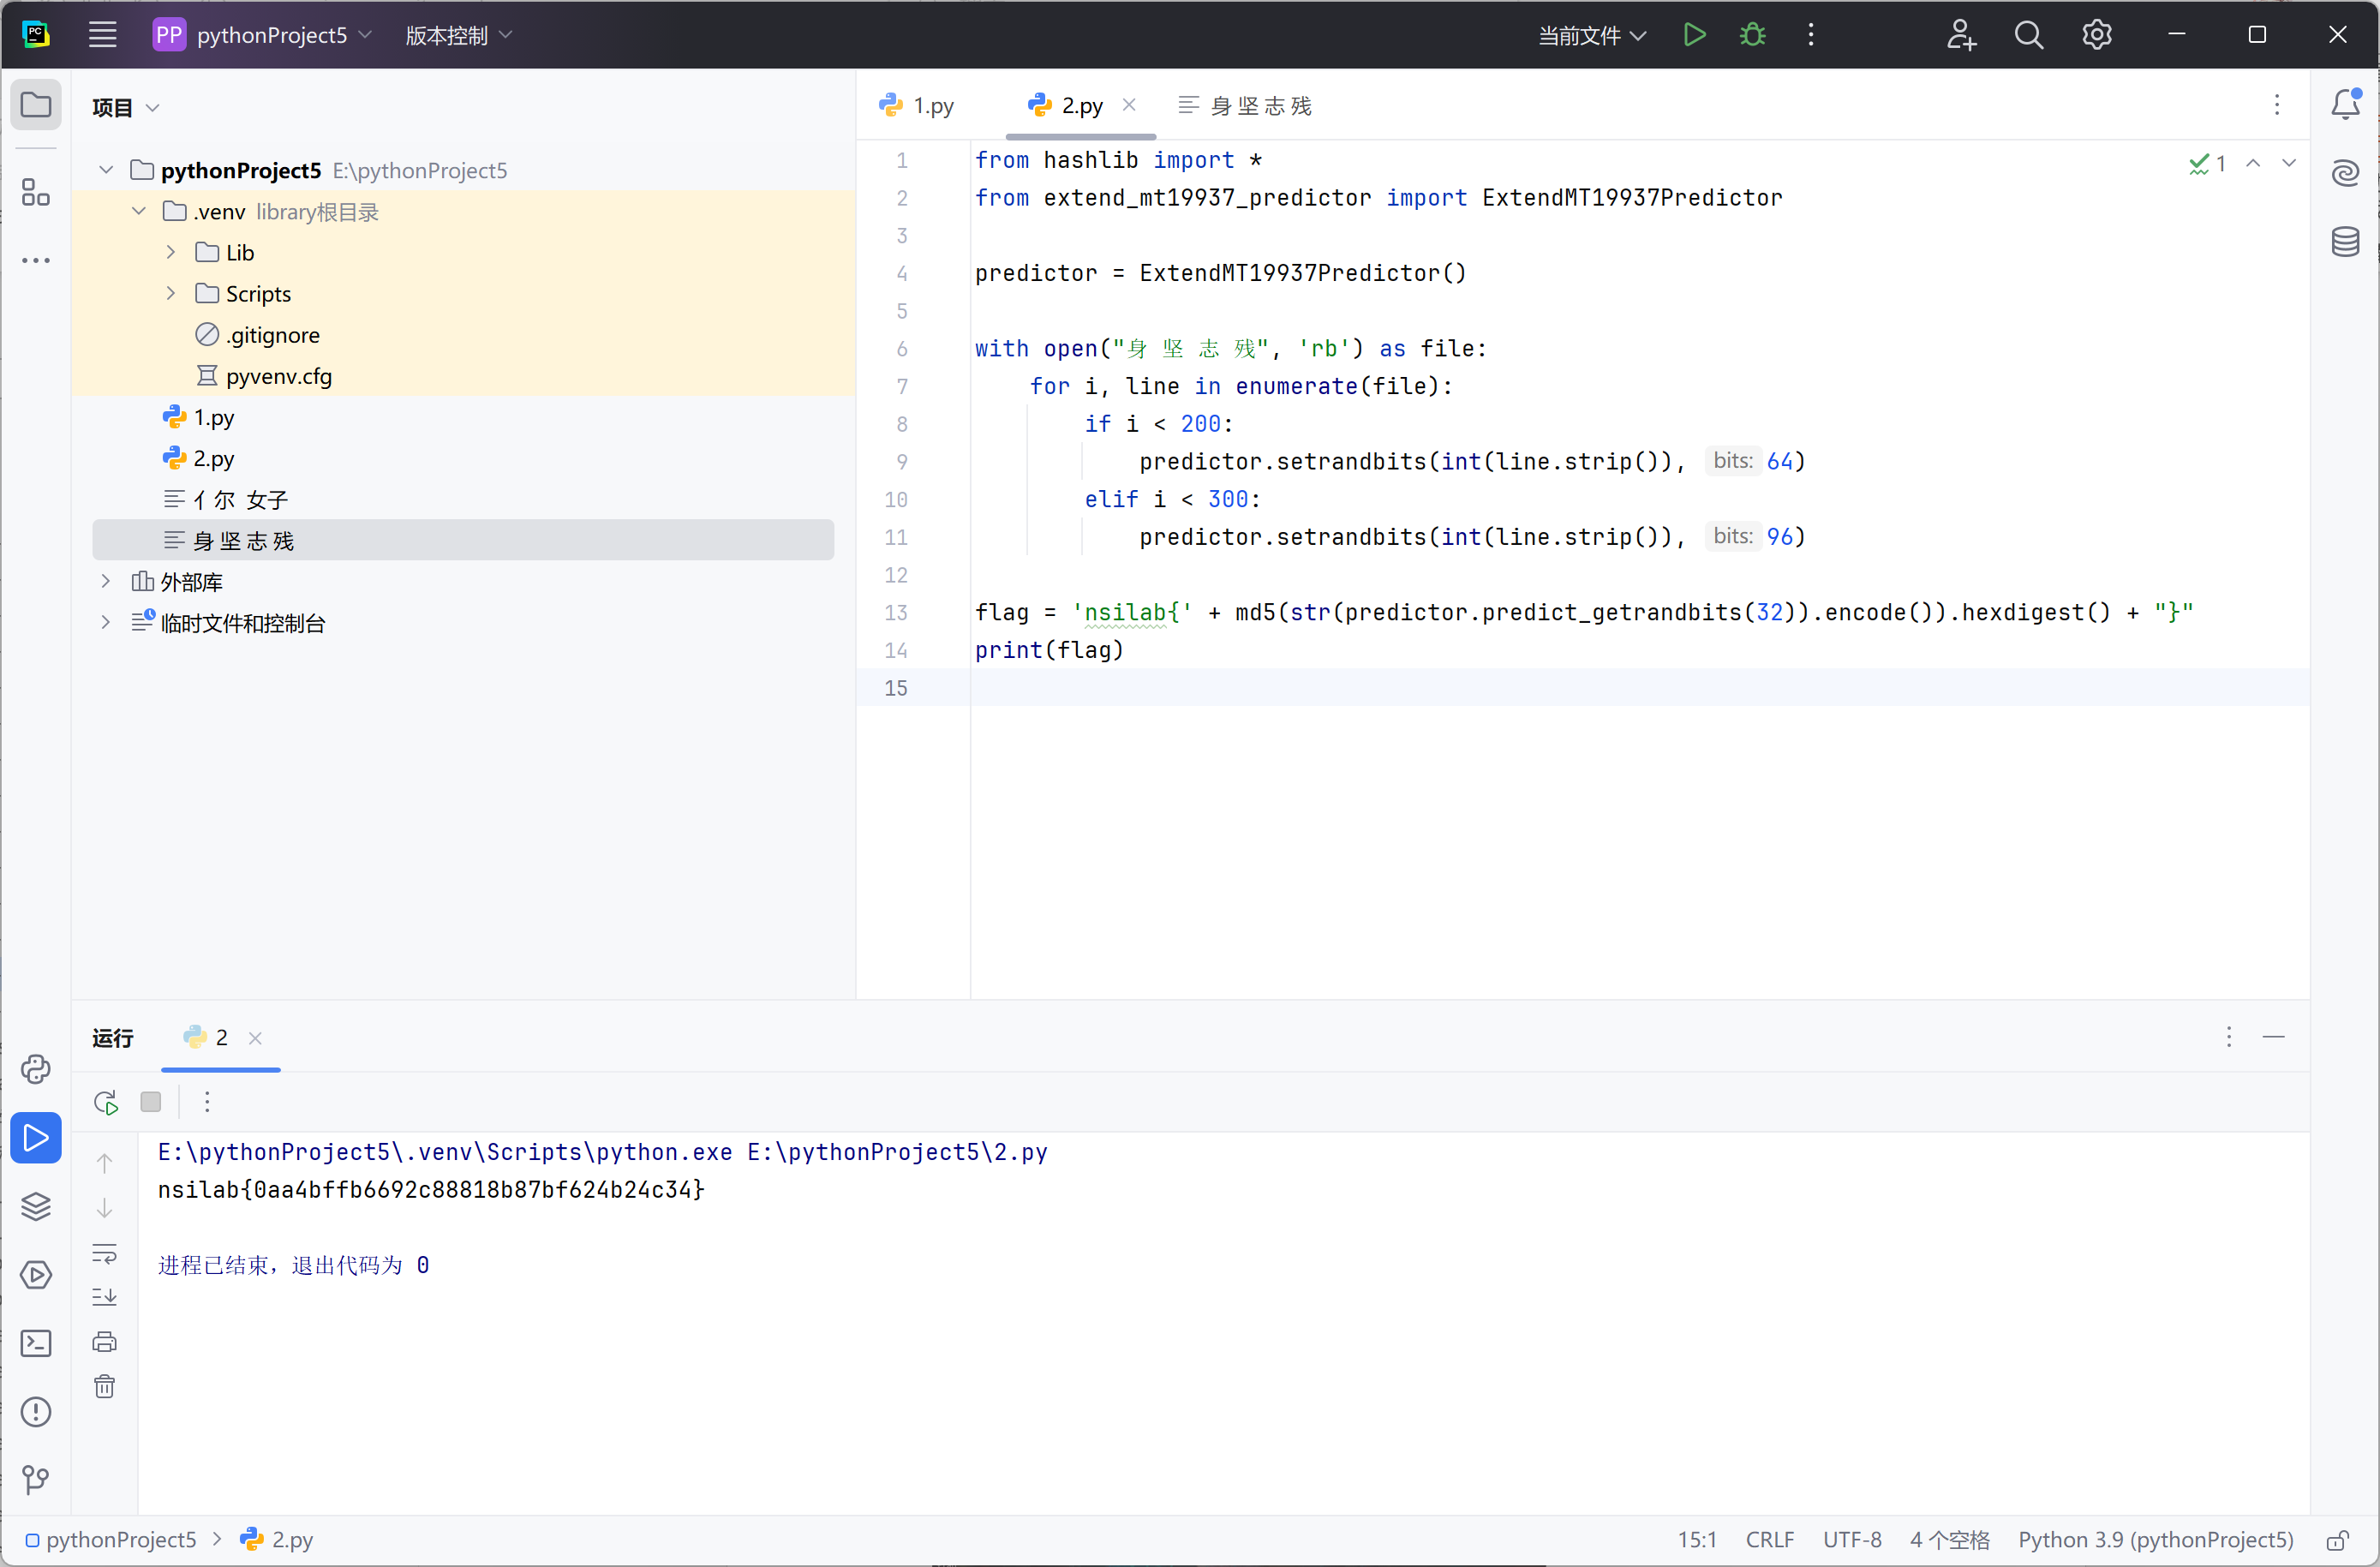 PC
PP pythonProject5 版本控制 当前文件
项目
pythonProject5 E:\pythonProject5
.venv library根目录
Lib
Scripts
.gitignore
pyvenv.cfg
1.py
2.py
亻尔 女子
身 坚 志 残
外部库
临时文件和控制台
1.py 2.py 身 坚 志 残
1
1 from hashlib import *
2 from extend_mt19937_predictor import ExtendMT19937Predictor
3
4 predictor = ExtendMT19937Predictor()
5
6 with open("身 坚 志 残", 'rb') as file:
7 for i, line in enumerate(file):
8 if i < 200:
9 predictor.setrandbits(int(line.strip()), bits: 64)
10 elif i < 300:
11 predictor.setrandbits(int(line.strip()), bits: 96)
12
13 flag = 'nsilab{' + md5(str(predictor.predict_getrandbits(32)).encode()).hexdigest() + "}"
14 print(flag)
15
运行 2
E:\pythonProject5\.venv\Scripts\python.exe E:\pythonProject5\2.py
nsilab{0aa4bffb6692c88818b87bf624b24c34}
进程已结束，退出代码为 0
pythonProject5 2.py 15:1 CRLF UTF-8 4 个空格 Python 3.9 (pythonProject5)